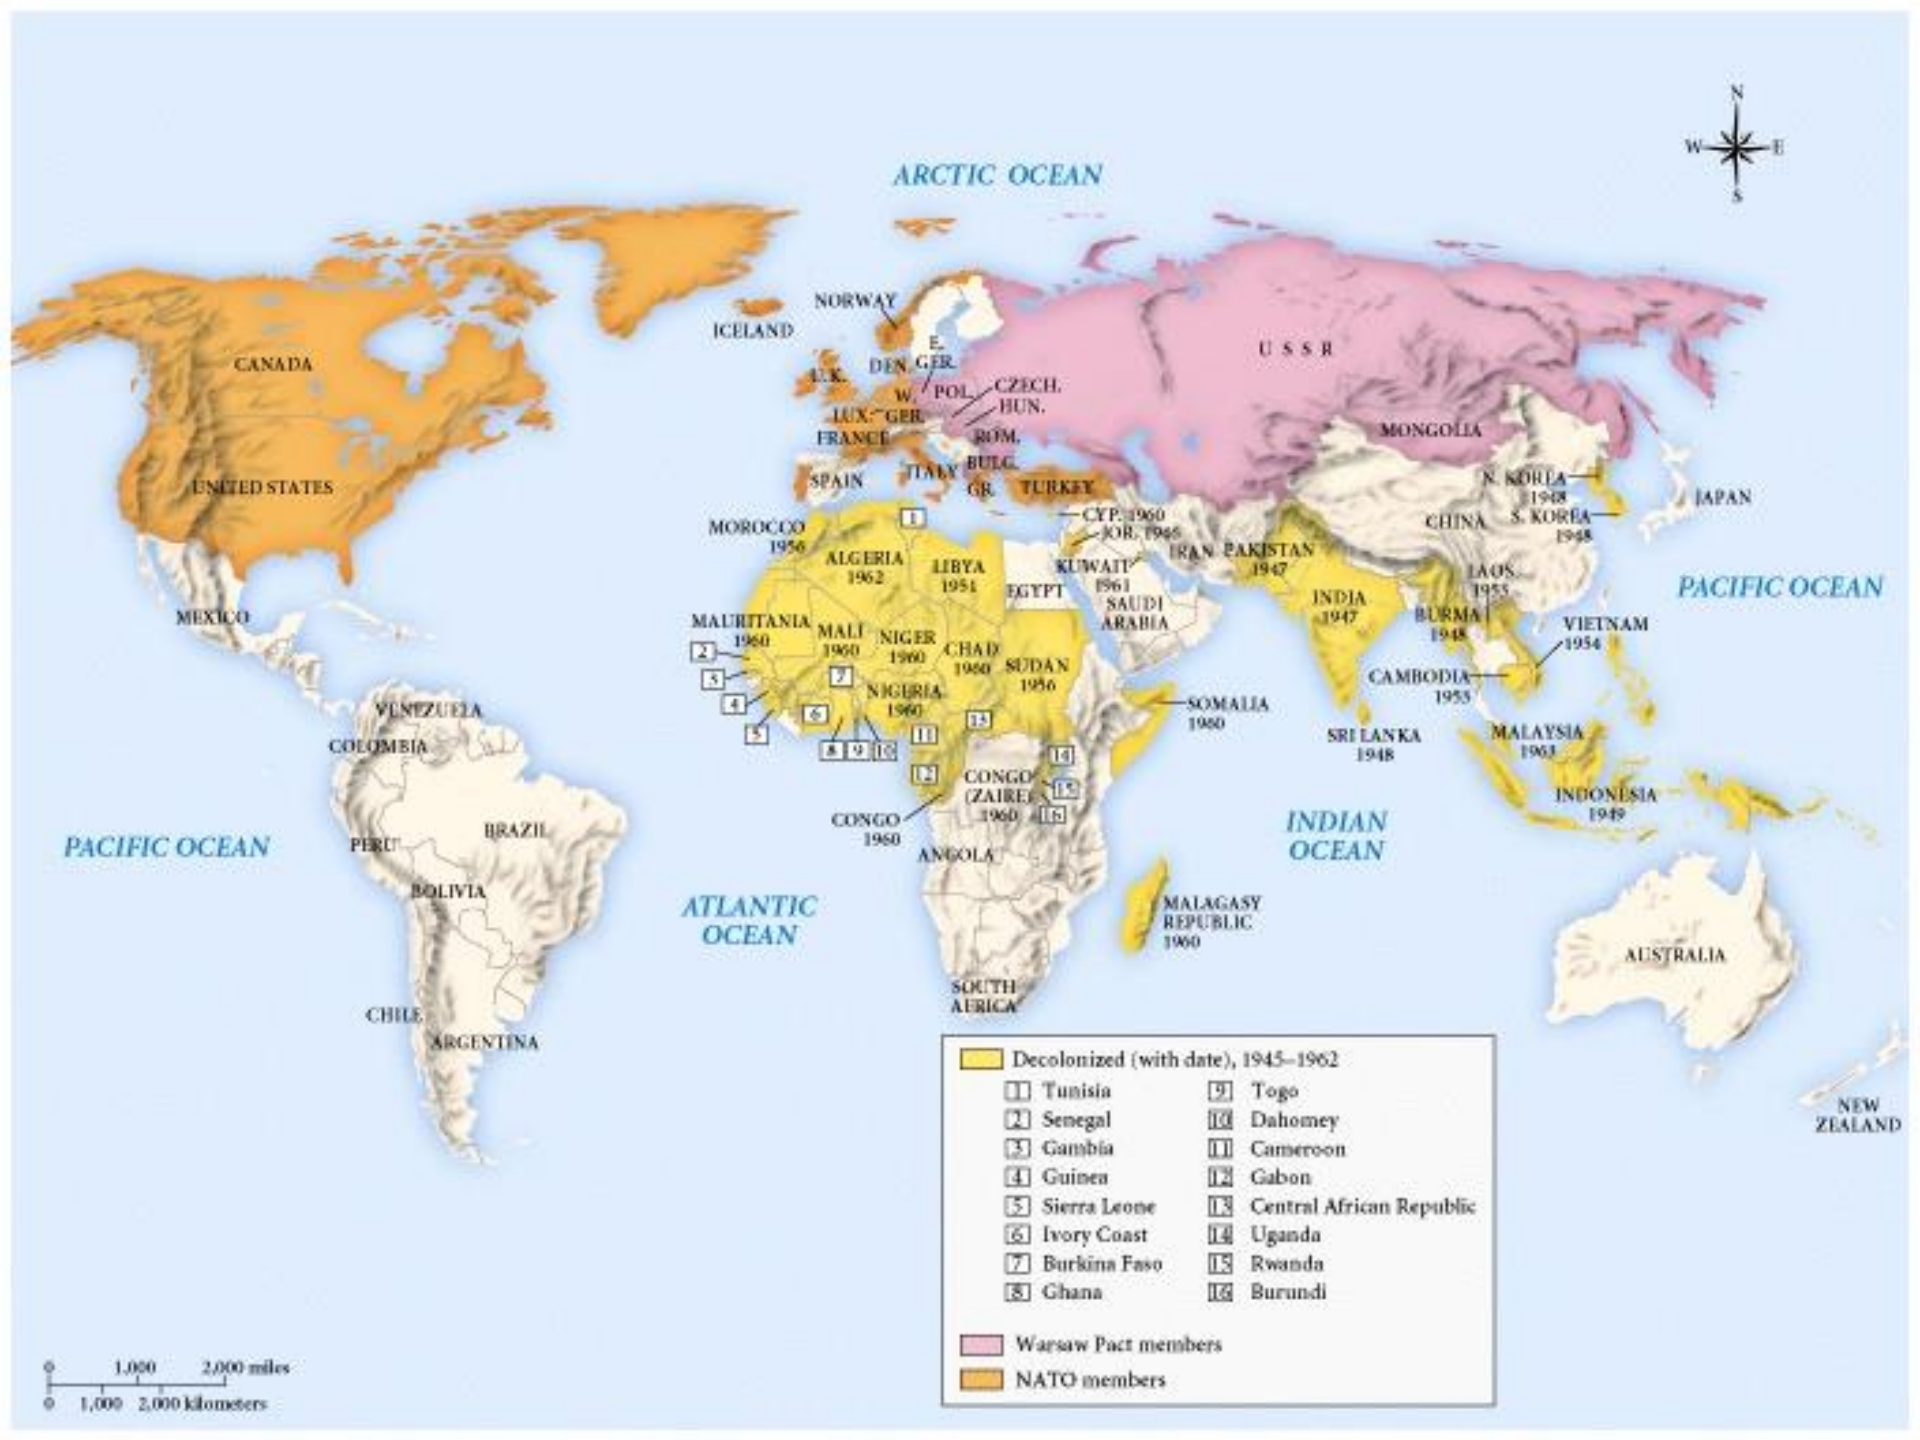 N
W E
S
ARCTIC OCEAN
NORWAY
ICELAND
CANADA
UNITED STATES
MEXICO
U.K.
DEN.
E.
GER.
POL.
CZECH.
HUN.
W.
GER.
LUX.
FRANCE
ROM.
SPAIN
ITALY
BULG.
GR.
TURKEY
USSR
MONGOLIA
N. KOREA
1948
S. KOREA
1948
JAPAN
CHINA
MOROCCO
1956
1
ALGERIA
1962
LIBYA
1951
EGYPT
CYP. 1960
JOR. 1946
KUWAIT
1961
IRAN
SAUDI
ARABIA
PAKISTAN
1947
INDIA
1947
LAOS
1953
BURMA
1948
VIETNAM
1954
CAMBODIA
1953
PACIFIC OCEAN
MAURITANIA
1960
MALI
1960
NIGER
1960
CHAD
1960
SUDAN
1956
2
3
4
5
6
7
8
9
10
NIGERIA
1960
11
12
13
14
15
16
SOMALIA
1960
SRI LANKA
1948
MALAYSIA
1963
INDONESIA
1949
CONGO
(ZAIRE)
1960
CONGO
1960
ANGOLA
MALAGASY
REPUBLIC
1960
SOUTH
AFRICA
VENEZUELA
COLOMBIA
BRAZIL
PERU
BOLIVIA
CHILE
ARGENTINA
PACIFIC OCEAN
ATLANTIC
OCEAN
INDIAN
OCEAN
AUSTRALIA
NEW
ZEALAND
Decolonized (with date), 1945–1962
1 Tunisia
2 Senegal
3 Gambia
4 Guinea
5 Sierra Leone
6 Ivory Coast
7 Burkina Faso
8 Ghana
9 Togo
10 Dahomey
11 Cameroon
12 Gabon
13 Central African Republic
14 Uganda
15 Rwanda
16 Burundi
Warsaw Pact members
NATO members
0 1,000 2,000 miles
0 1,000 2,000 kilometers